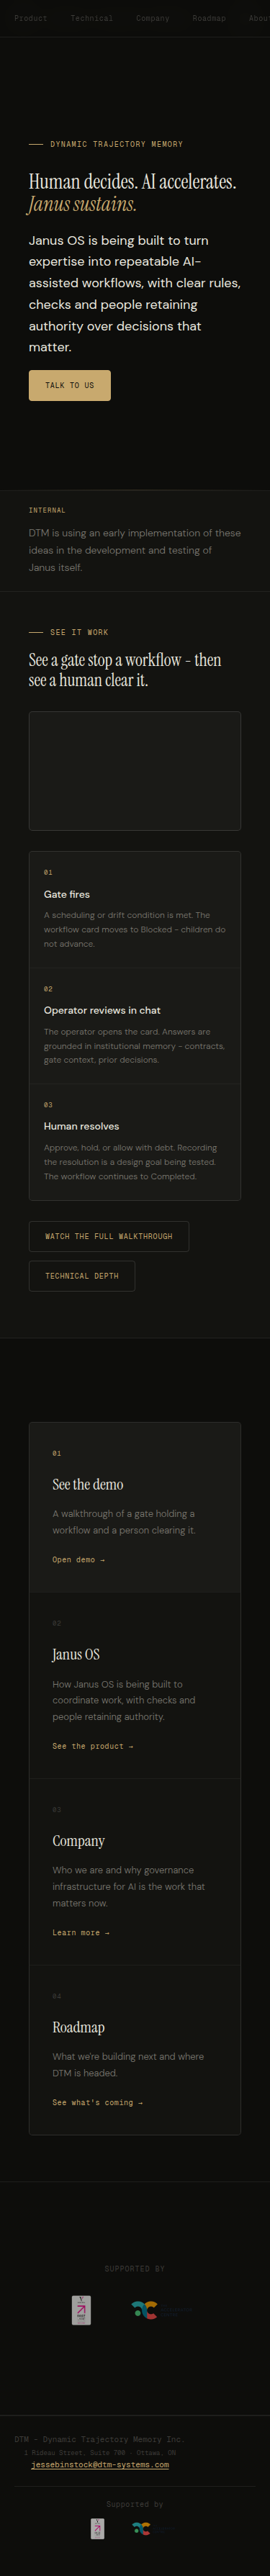 Product Technical Company Roadmap About
DYNAMIC TRAJECTORY MEMORY
Human decides. AI accelerates.
Janus sustains.
Janus OS is being built to turn
expertise into repeatable AI-
assisted workflows, with clear rules,
checks and people retaining
authority over decisions that
matter.
TALK TO US
INTERNAL
DTM is using an early implementation of these
ideas in the development and testing of
Janus itself.
SEE IT WORK
See a gate stop a workflow – then
see a human clear it.
01
Gate fires
A scheduling or drift condition is met. The
workflow card moves to Blocked – children do
not advance.
02
Operator reviews in chat
The operator opens the card. Answers are
grounded in institutional memory – contracts,
gate context, prior decisions.
03
Human resolves
Approve, hold, or allow with debt. Recording
the resolution is a design goal being tested.
The workflow continues to Completed.
WATCH THE FULL WALKTHROUGH
TECHNICAL DEPTH
01
See the demo
A walkthrough of a gate holding a
workflow and a person clearing it.
Open demo →
02
Janus OS
How Janus OS is being built to
coordinate work, with checks and
people retaining authority.
See the product →
03
Company
Who we are and why governance
infrastructure for AI is the work that
matters now.
Learn more →
04
Roadmap
What we're building next and where
DTM is headed.
See what's coming →
SUPPORTED BY
DTM – Dynamic Trajectory Memory Inc.
1 Rideau Street, Suite 700 · Ottawa, ON
jessebinstock@dtm-systems.com
Supported by